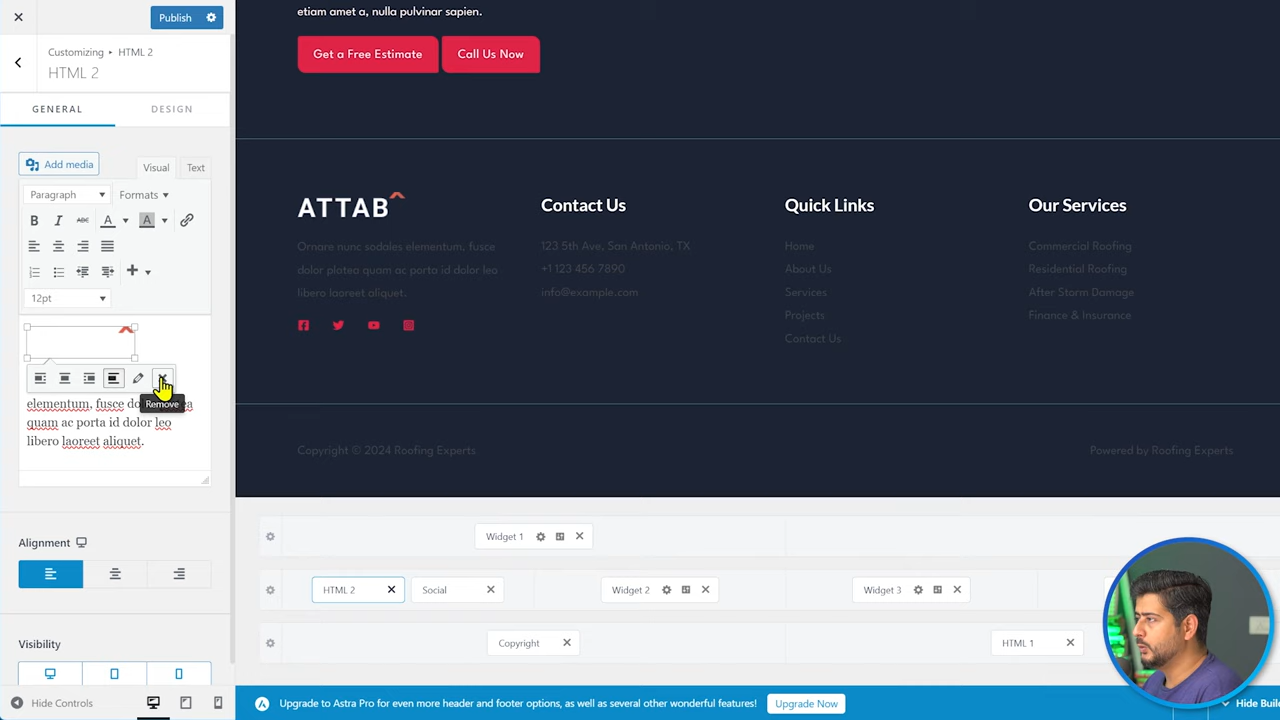 Publish
Customizing ▸ HTML 2
HTML 2
GENERAL
DESIGN
Add media
Visual
Text
Paragraph
Formats
B I ABC A A
12pt
Remove
elementum, fusce do
quam ac porta id dolor leo
libero laoreet aliquet.
Alignment
Visibility
Hide Controls
etiam amet a, nulla pulvinar sapien.
Get a Free Estimate
Call Us Now
ATTAB
Ornare nunc sodales elementum, fusce
dolor platea quam ac porta id dolor leo
libero laoreet aliquet.
Contact Us
123 5th Ave, San Antonio, TX
+1 123 456 7890
info@example.com
Quick Links
Home
About Us
Services
Projects
Contact Us
Our Services
Commercial Roofing
Residential Roofing
After Storm Damage
Finance & Insurance
Copyright © 2024 Roofing Experts
Powered by Roofing Experts
Widget 1
HTML 2
Social
Widget 2
Widget 3
Copyright
HTML 1
Upgrade to Astra Pro for even more header and footer options, as well as several other wonderful features!
Upgrade Now
Hide Buil